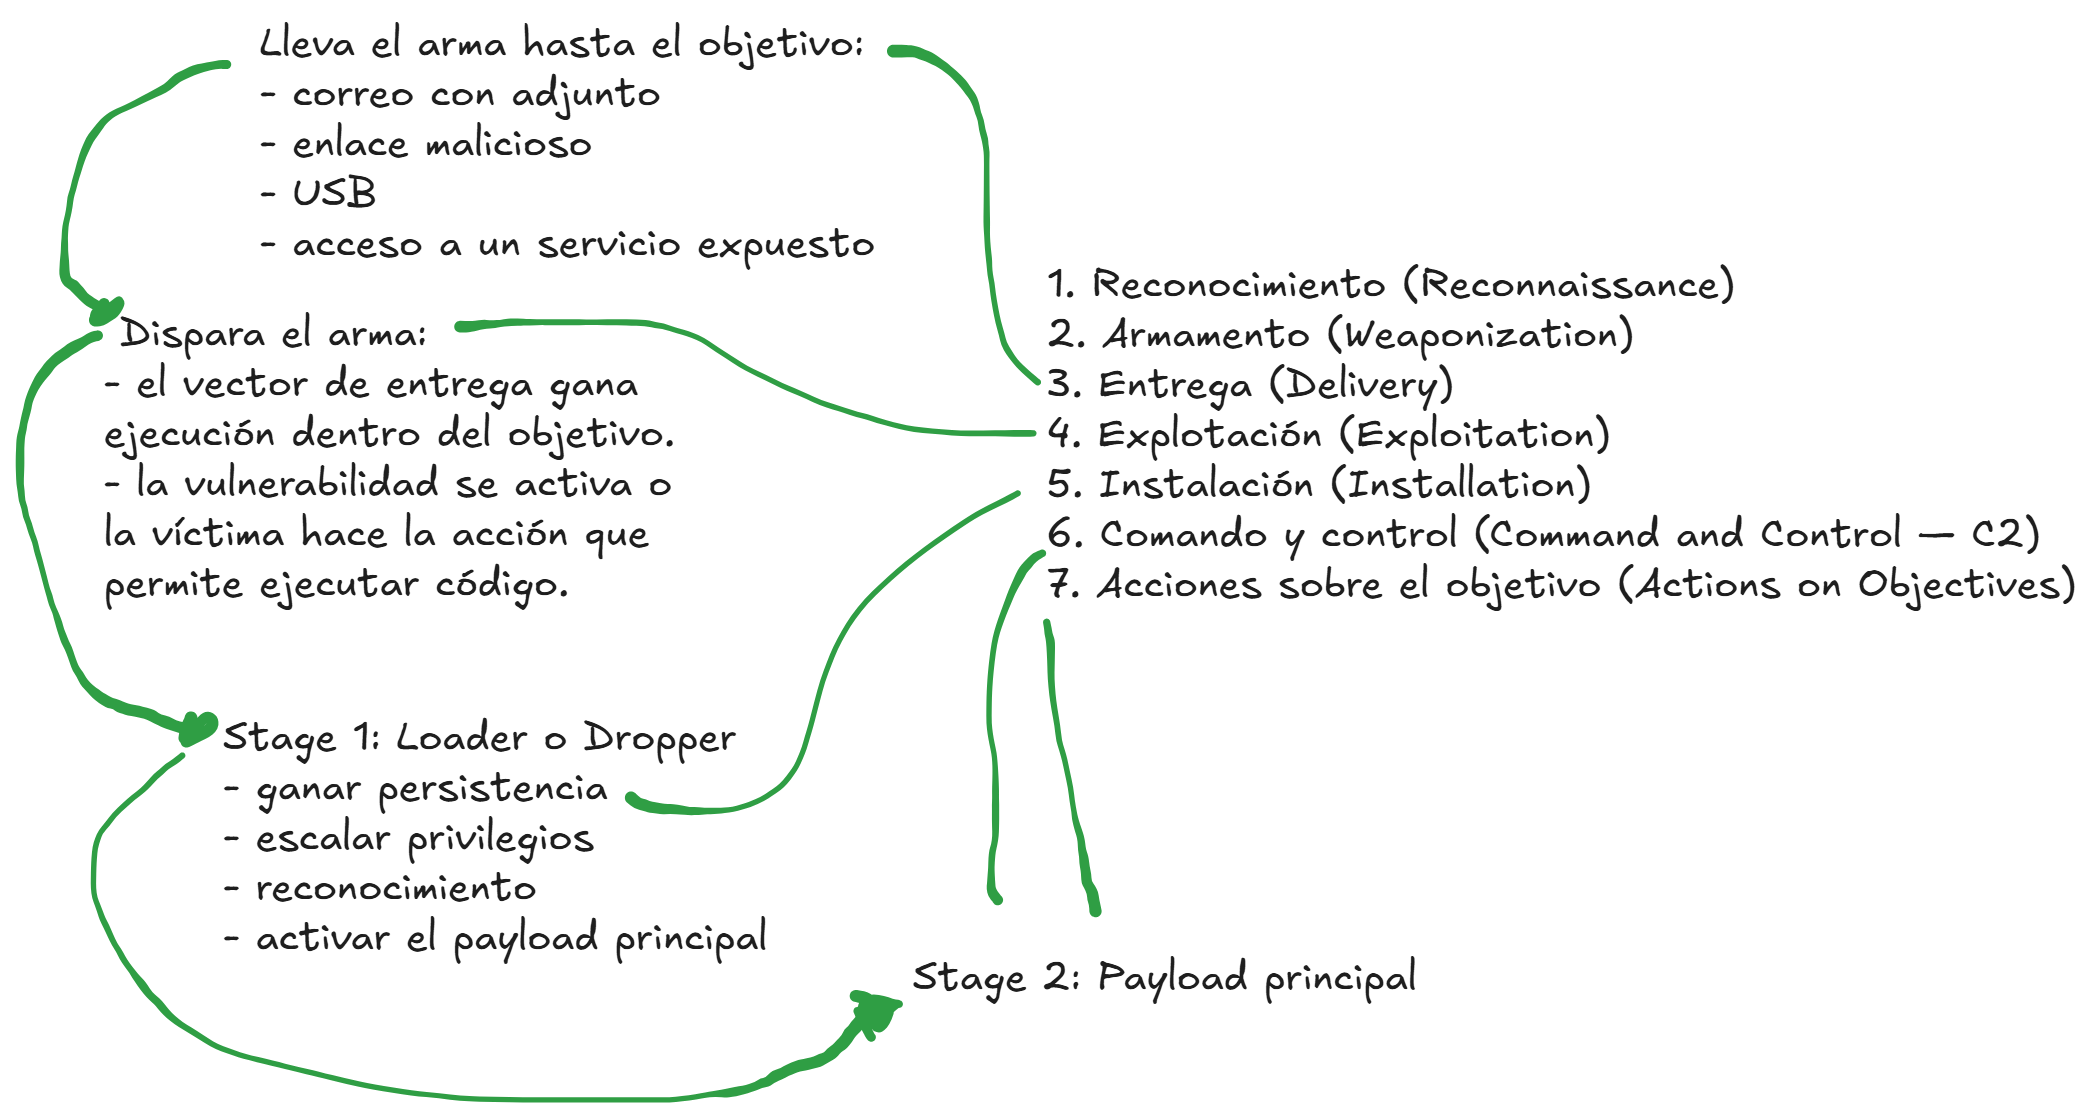 Lleva el arma hasta el objetivo:
- correo con adjunto
- enlace malicioso
- USB
- acceso a un servicio expuesto
Dispara el arma:
- el vector de entrega gana
ejecución dentro del objetivo.
- la vulnerabilidad se activa o
la víctima hace la acción que
permite ejecutar código.
Stage 1: Loader o Dropper
- ganar persistencia
- escalar privilegios
- reconocimiento
- activar el payload principal
1. Reconocimiento (Reconnaissance)
2. Armamento (Weaponization)
3. Entrega (Delivery)
4. Explotación (Exploitation)
5. Instalación (Installation)
6. Comando y control (Command and Control — C2)
7. Acciones sobre el objetivo (Actions on Objectives)
Stage 2: Payload principal